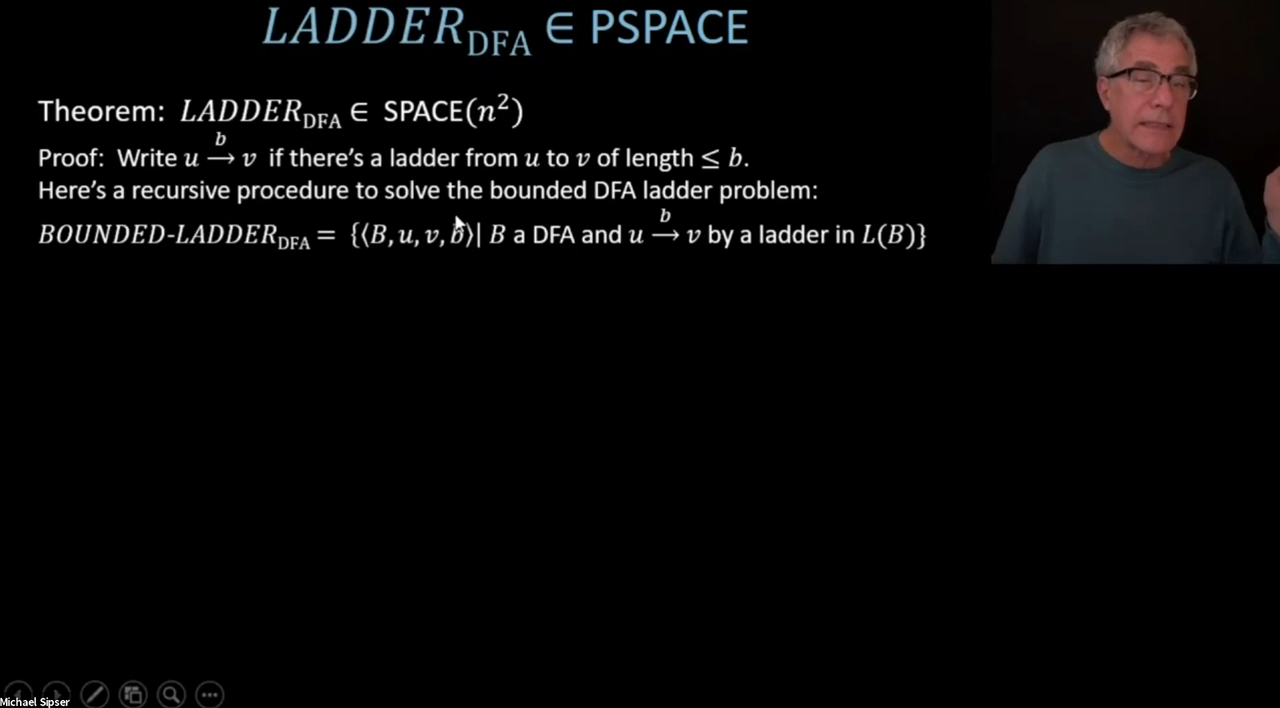 LADDER_DFA ∈ PSPACE
Theorem: LADDER_DFA ∈ SPACE(n²)
Proof: Write u →^b v if there's a ladder from u to v of length ≤ b.
Here's a recursive procedure to solve the bounded DFA ladder problem:
BOUNDED-LADDER_DFA = {⟨B, u, v, b⟩| B a DFA and u →^b v by a ladder in L(B)}
Michael Sipser